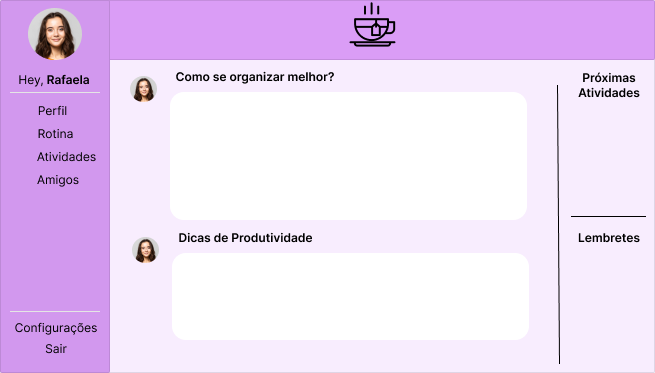 Hey, Rafaela
Perfil
Rotina
Atividades
Amigos
Configurações
Sair
Como se organizar melhor?
Dicas de Produtividade
Próximas
Atividades
Lembretes